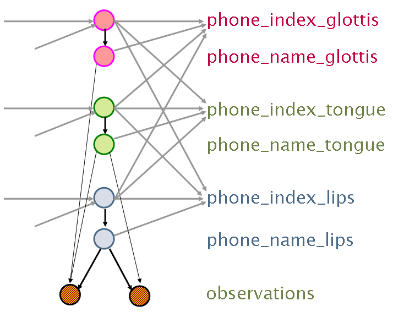 phone_index_glottis
phone_name_glottis
phone_index_tongue
phone_name_tongue
phone_index_lips
phone_name_lips
observations